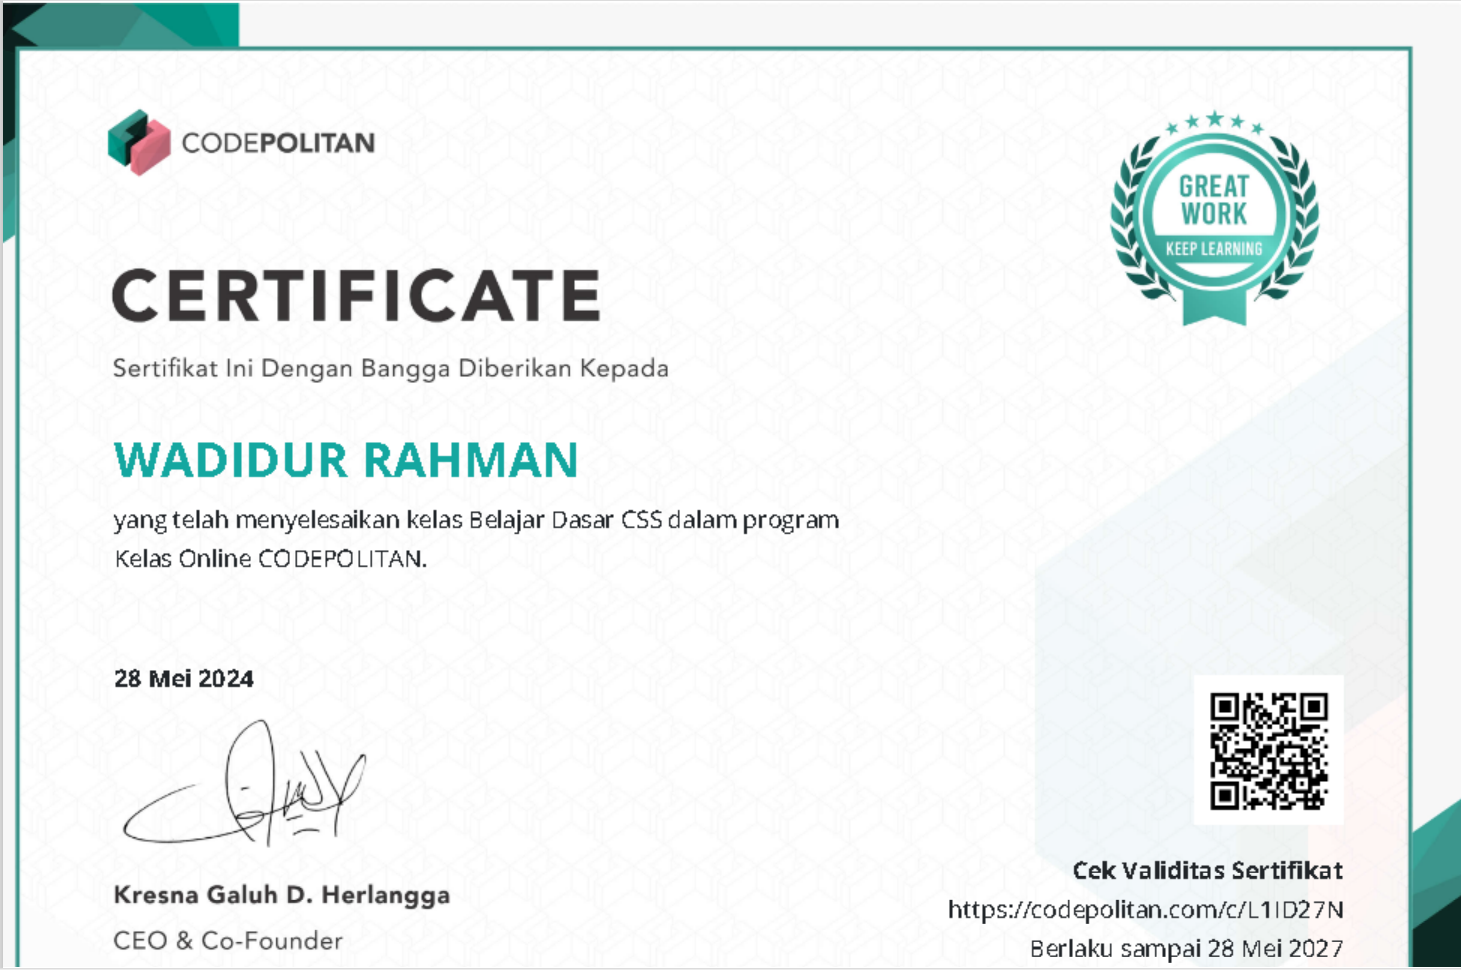 CODEPOLITAN
GREAT
WORK
KEEP LEARNING
CERTIFICATE
Sertifikat Ini Dengan Bangga Diberikan Kepada
WADIDUR RAHMAN
yang telah menyelesaikan kelas Belajar Dasar CSS dalam program
Kelas Online CODEPOLITAN.
28 Mei 2024
Kresna Galuh D. Herlangga
CEO & Co-Founder
Cek Validitas Sertifikat
https://codepolitan.com/c/L1ID27N
Berlaku sampai 28 Mei 2027